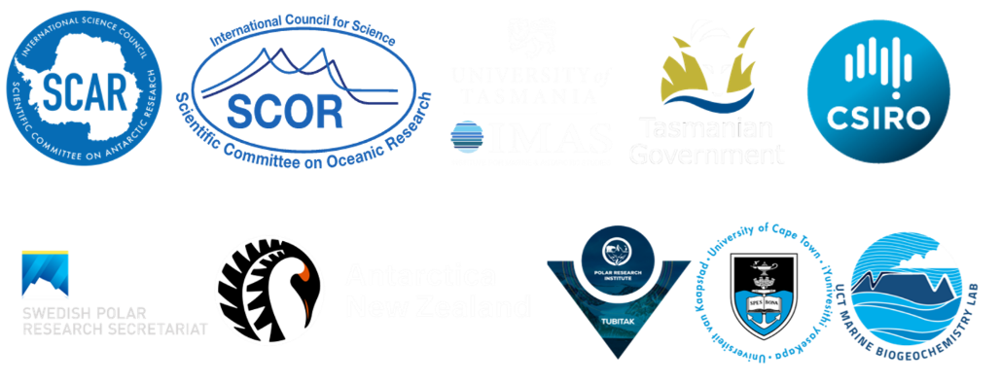 INTERNATIONAL SCIENCE COUNCIL
SCAR
SCIENTIFIC COMMITTEE ON ANTARCTIC RESEARCH
International Council for Science
SCOR
Scientific Committee on Oceanic Research
UNIVERSITY of
TASMANIA
IMAS
Tasmanian
Government
CSIRO
SWEDISH POLAR
RESEARCH SECRETARIAT
Antarctica
New Zealand
POLAR RESEARCH
INSTITUTE
TUBITAK
University of Cape Town · iYunivesithi yaseKapa · Universiteit van Kaapstad ·
SPES BONA
UCT MARINE BIOGEOCHEMISTRY LAB